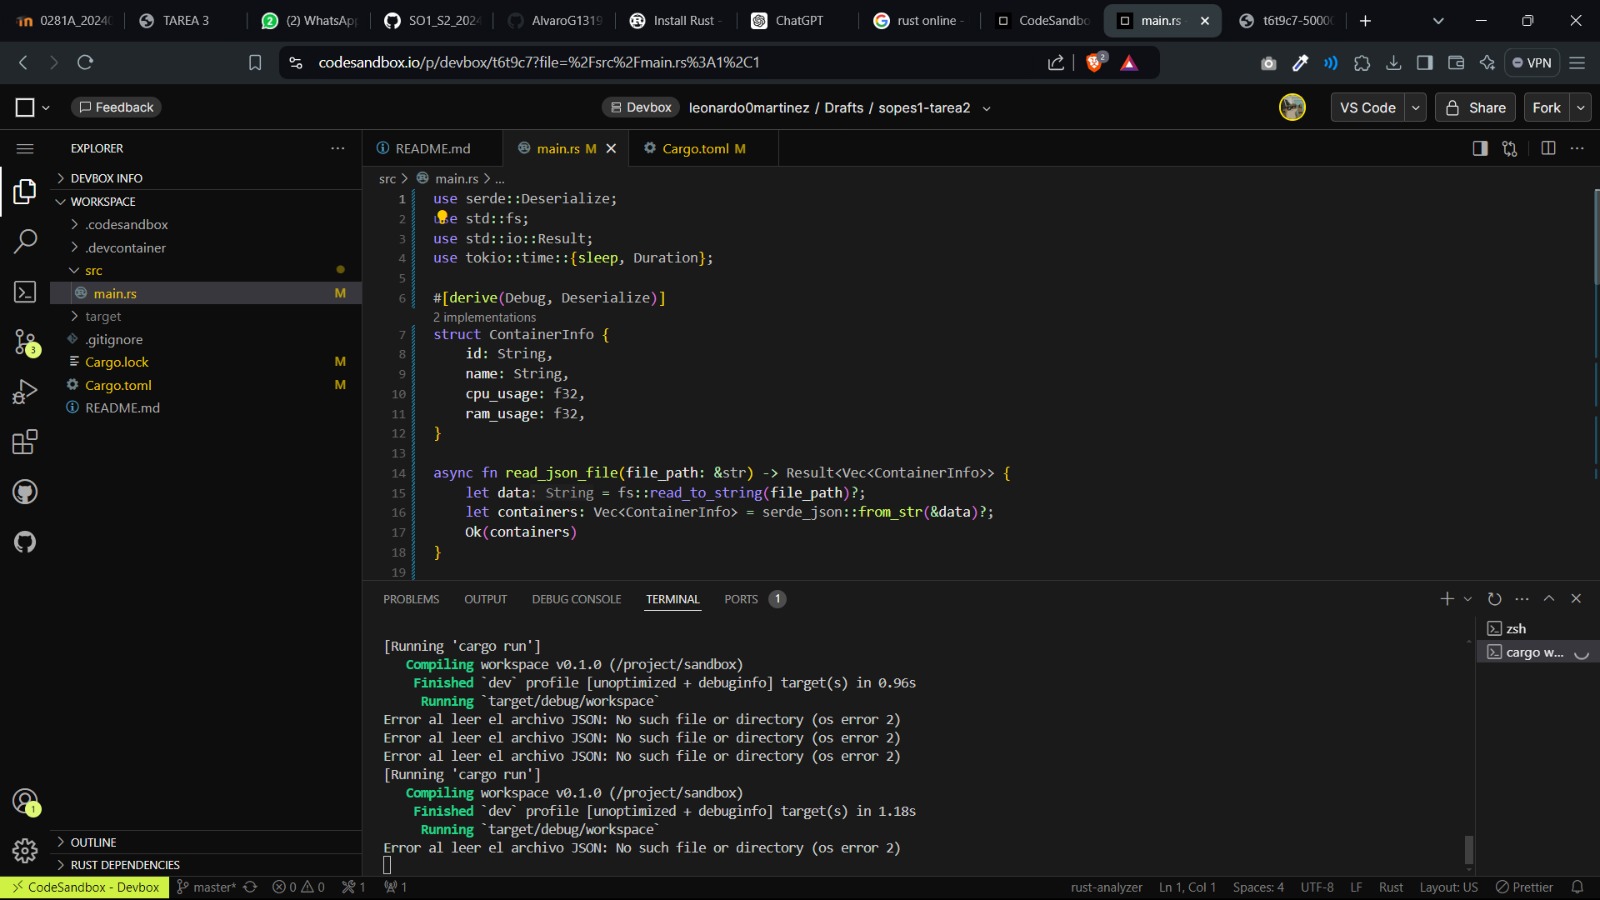 0281A_2024
TAREA 3
(2) WhatsApp
SO1_S2_2024
AlvaroG1319
Install Rust -
ChatGPT
rust online -
CodeSandbo
main.rs -
t6t9c7-5000
codesandbox.io/p/devbox/t6t9c7?file=%2Fsrc%2Fmain.rs%3A1%2C1
2
VPN
Feedback
Devbox
leonardo0martinez / Drafts / sopes1-tarea2
VS Code
Share
Fork
EXPLORER
README.md
main.rs M
Cargo.toml M
DEVBOX INFO
WORKSPACE
.codesandbox
.devcontainer
src
main.rs M
target
.gitignore
Cargo.lock M
Cargo.toml M
README.md
3
1
OUTLINE
RUST DEPENDENCIES
src > main.rs > ...
1 use serde::Deserialize;
2 use std::fs;
3 use std::io::Result;
4 use tokio::time::{sleep, Duration};
5
6 #[derive(Debug, Deserialize)]
2 implementations
7 struct ContainerInfo {
8 id: String,
9 name: String,
10 cpu_usage: f32,
11 ram_usage: f32,
12 }
13
14 async fn read_json_file(file_path: &str) -> Result<Vec<ContainerInfo>> {
15 let data: String = fs::read_to_string(file_path)?;
16 let containers: Vec<ContainerInfo> = serde_json::from_str(&data)?;
17 Ok(containers)
18 }
19
PROBLEMS
OUTPUT
DEBUG CONSOLE
TERMINAL
PORTS 1
zsh
cargo w...
[Running 'cargo run']
Compiling workspace v0.1.0 (/project/sandbox)
Finished `dev` profile [unoptimized + debuginfo] target(s) in 0.96s
Running `target/debug/workspace`
Error al leer el archivo JSON: No such file or directory (os error 2)
Error al leer el archivo JSON: No such file or directory (os error 2)
Error al leer el archivo JSON: No such file or directory (os error 2)
[Running 'cargo run']
Compiling workspace v0.1.0 (/project/sandbox)
Finished `dev` profile [unoptimized + debuginfo] target(s) in 1.18s
Running `target/debug/workspace`
Error al leer el archivo JSON: No such file or directory (os error 2)
CodeSandbox - Devbox
master*
0
0
1
1
rust-analyzer
Ln 1, Col 1
Spaces: 4
UTF-8
LF
Rust
Layout: US
Prettier